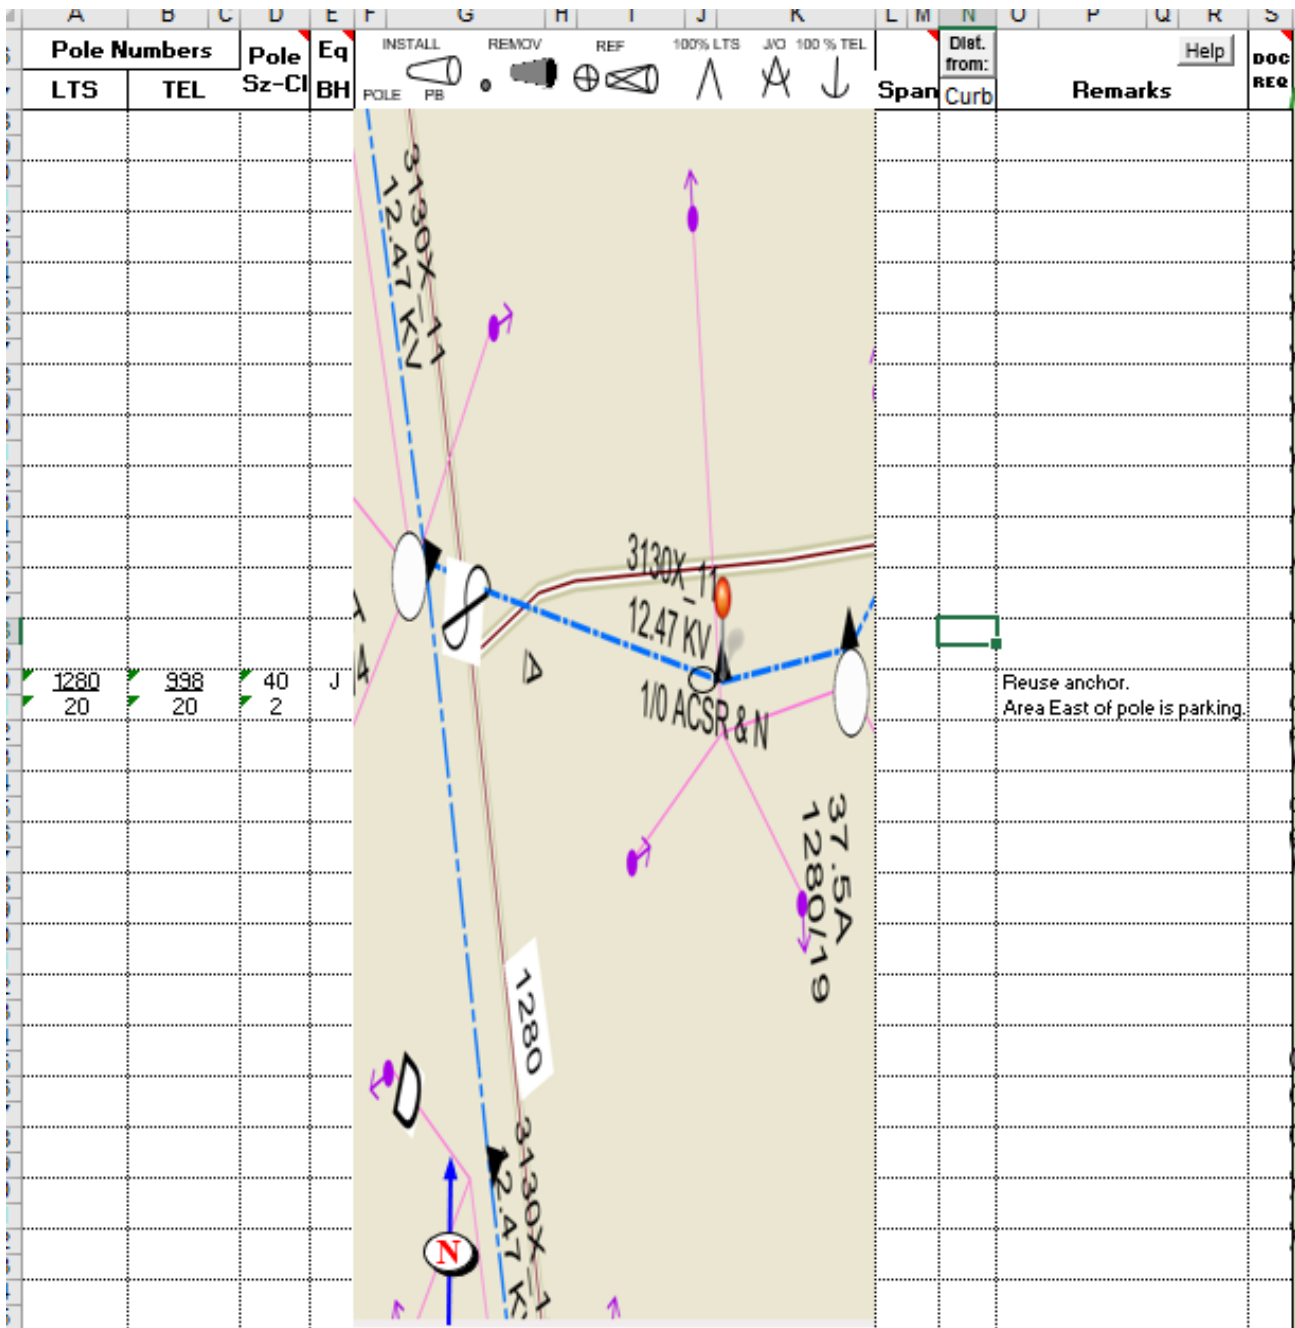 A B C D E F G H I J K L M N O P Q R S
Pole Numbers
LTS TEL
Pole
Sz-Cl
Eq
BH
INSTALL REMOV REF 100% LTS J/O 100 % TEL
POLE PB
Span
Dist.
from:
Curb
Help
Remarks
DOC
REQ
3130X_11
12.47 KV
3130X_11
12.47 KV
1/0 ACSR & N
A
4
1280 998 40 J
20 20 2
Reuse anchor.
Area East of pole is parking.
37.5A
1280/19
1280
3130X_1
12.47 K
N